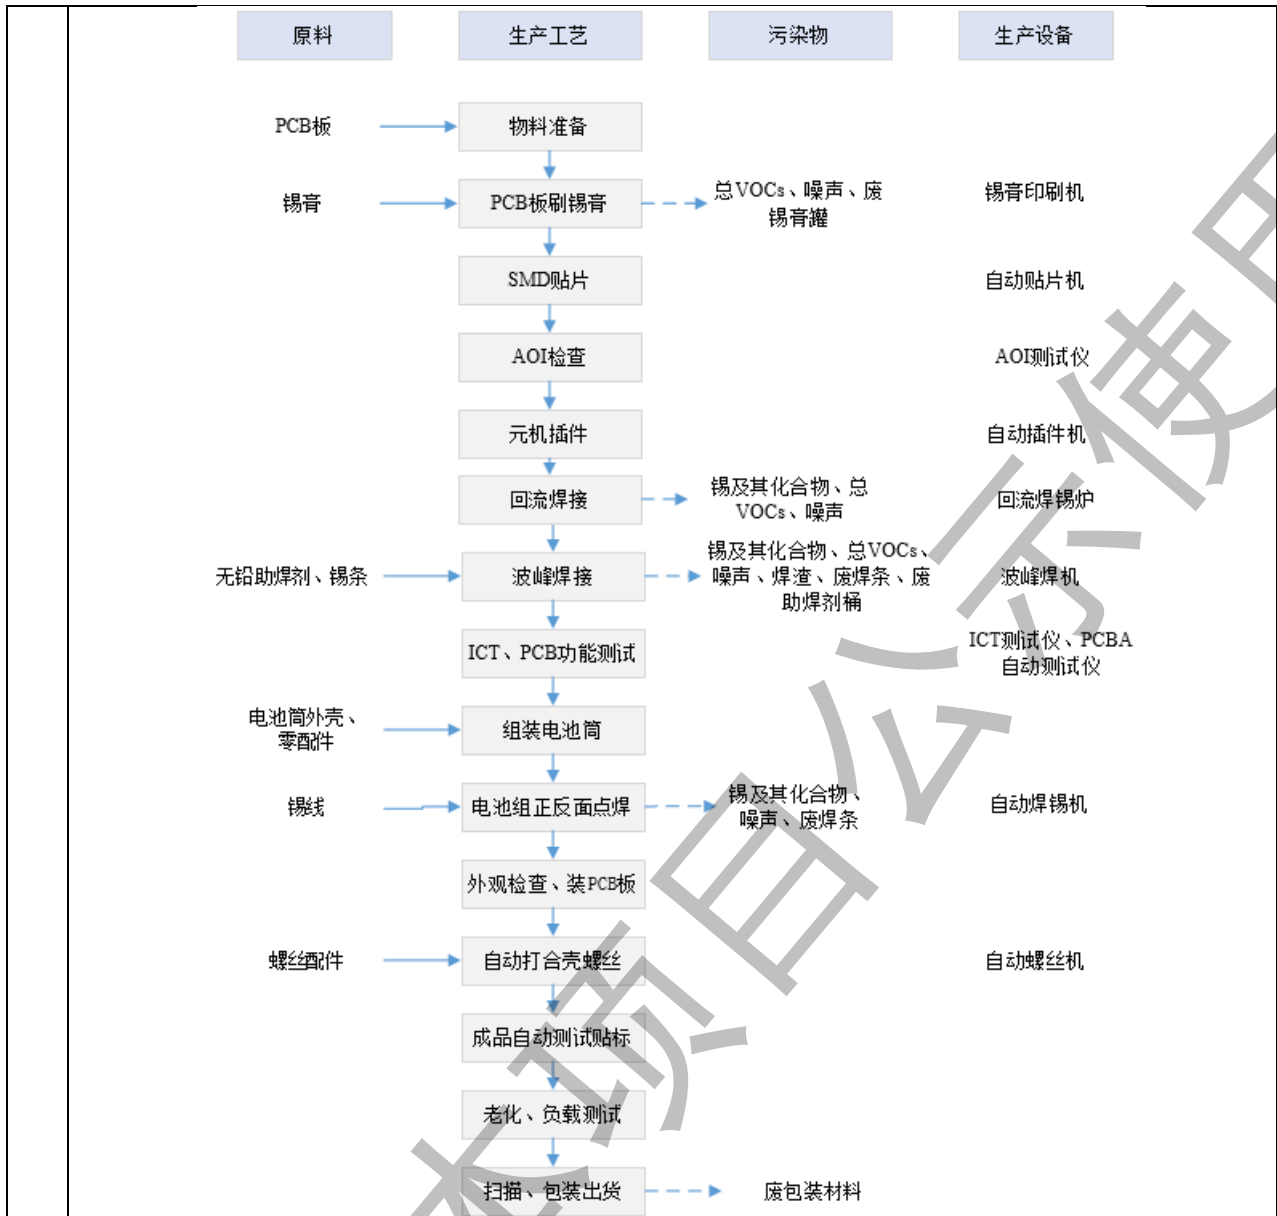 原料 生产工艺 污染物 生产设备
PCB板 物料准备
锡膏 PCB板刷锡膏 总VOCs、噪声、废
锡膏罐
锡膏印刷机
SMD贴片 自动贴片机
AOI检查 AOI测试仪
元机插件 自动插件机
回流焊接 锡及其化合物、总
VOCs、噪声
回流焊锡炉
无铅助焊剂、锡条 波峰焊接 锡及其化合物、总VOCs、
噪声、焊渣、废焊条、废
助焊剂桶
波峰焊机
ICT、PCB功能测试 ICT测试仪、PCBA
自动测试仪
电池筒外壳、
零配件
组装电池筒
锡线 电池组正反面点焊 锡及其化合物、
噪声、废焊条
自动焊锡机
外观检查、装PCB板
螺丝配件 自动打合壳螺丝 自动螺丝机
成品自动测试贴标
老化、负载测试
扫描、包装出货 废包装材料
本项目公示使用